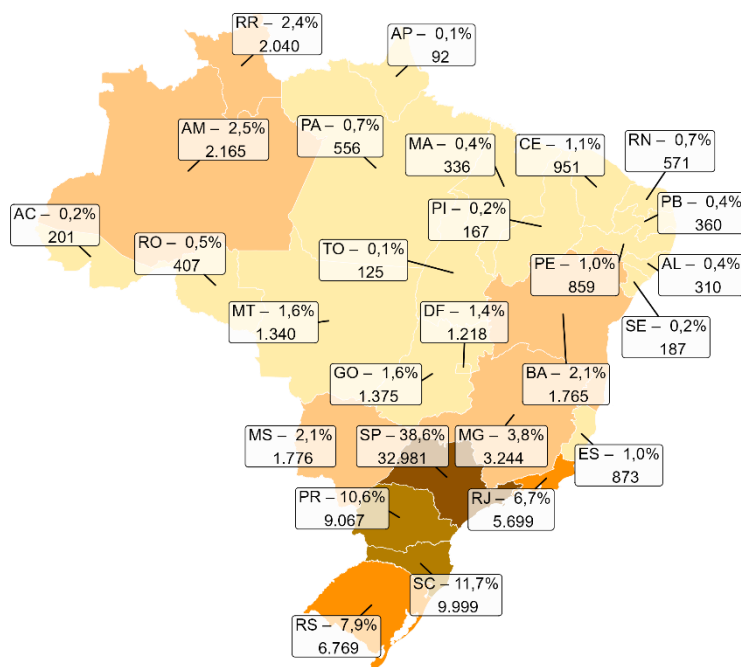 RR – 2,4%
2.040
AP – 0,1%
92
AM – 2,5%
2.165
PA – 0,7%
556
MA – 0,4%
336
CE – 1,1%
951
RN – 0,7%
571
AC – 0,2%
201
RO – 0,5%
407
PI – 0,2%
167
PB – 0,4%
360
TO – 0,1%
125
PE – 1,0%
859
AL – 0,4%
310
MT – 1,6%
1.340
DF – 1,4%
1.218
SE – 0,2%
187
GO – 1,6%
1.375
BA – 2,1%
1.765
MS – 2,1%
1.776
SP – 38,6%
32.981
MG – 3,8%
3.244
ES – 1,0%
873
PR – 10,6%
9.067
RJ – 6,7%
5.699
SC – 11,7%
9.999
RS – 7,9%
6.769